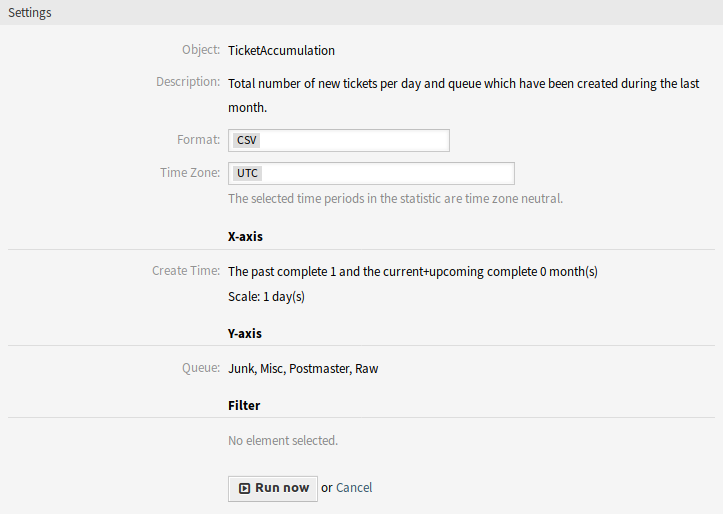 Settings
Object: TicketAccumulation
Description: Total number of new tickets per day and queue which have been created during the last
month.
Format: CSV
Time Zone: UTC
The selected time periods in the statistic are time zone neutral.
X-axis
Create Time: The past complete 1 and the current+upcoming complete 0 month(s)
Scale: 1 day(s)
Y-axis
Queue: Junk, Misc, Postmaster, Raw
Filter
No element selected.
Run now or Cancel